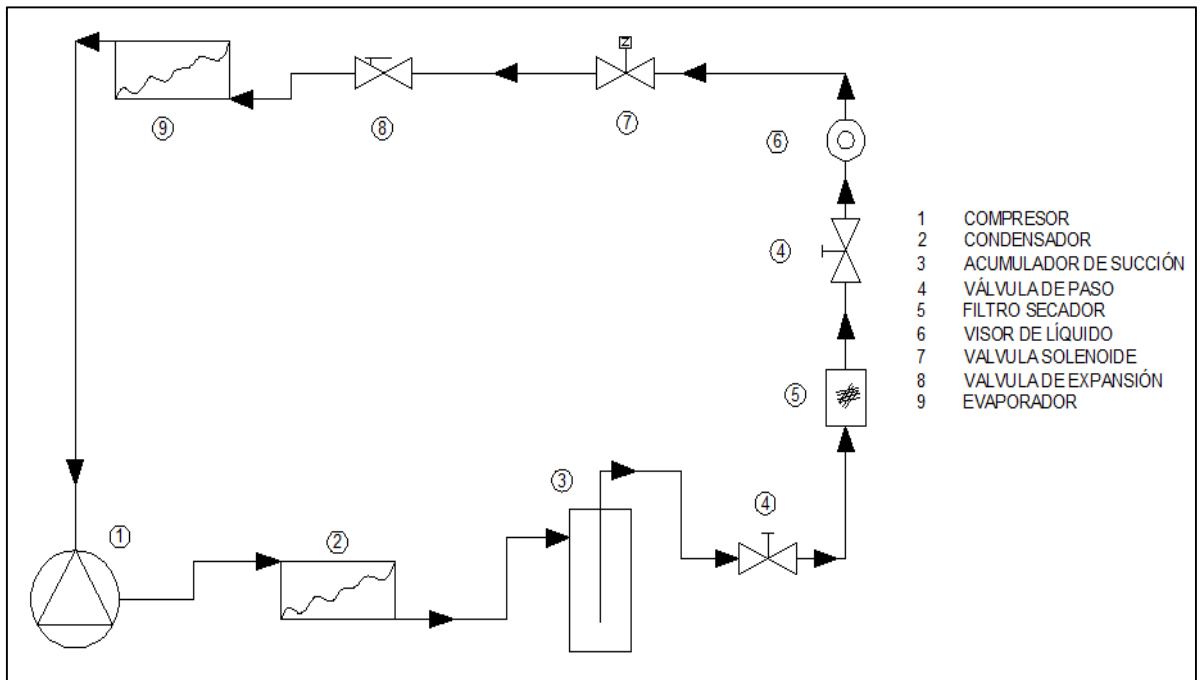 9
8
7
6
4
5
3
4
2
1
Z
1 COMPRESOR
2 CONDENSADOR
3 ACUMULADOR DE SUCCIÓN
4 VÁLVULA DE PASO
5 FILTRO SECADOR
6 VISOR DE LÍQUIDO
7 VALVULA SOLENOIDE
8 VALVULA DE EXPANSIÓN
9 EVAPORADOR